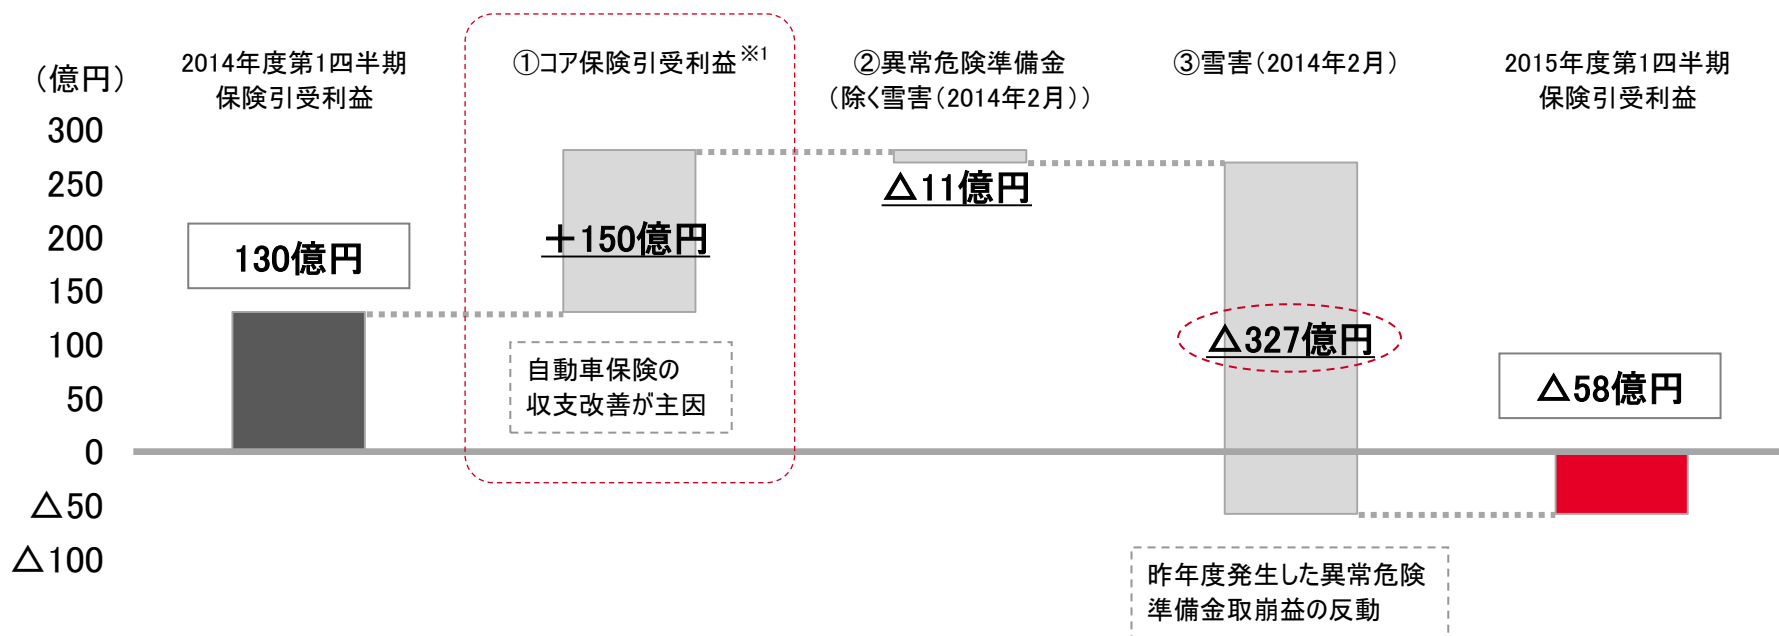 （億円）
2014年度第1四半期
保険引受利益
①コア保険引受利益※1
②異常危険準備金
（除く雪害（2014年2月））
③雪害（2014年2月）
2015年度第1四半期
保険引受利益
300
250
200
150
100
50
0
△50
△100
130億円
＋150億円
△11億円
△327億円
△58億円
自動車保険の
収支改善が主因
昨年度発生した異常危険
準備金取崩益の反動